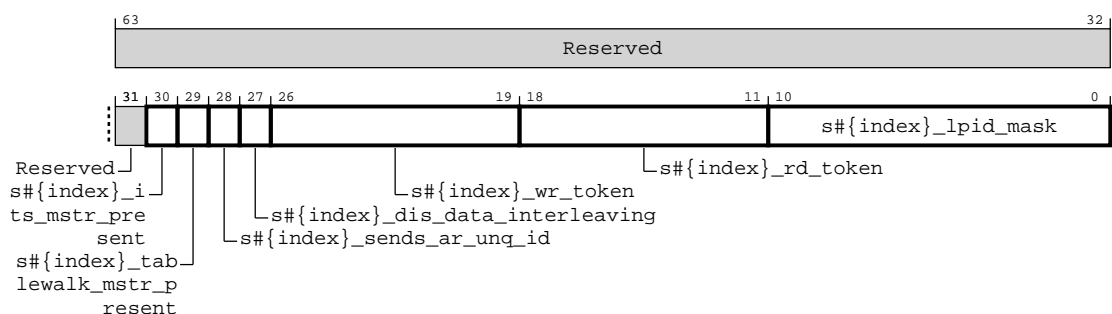 63 32
Reserved
31 30 29 28 27 26 19 18 11 10 0
s#{index}_lpid_mask
Reserved
s#{index}_rd_token
s#{index}_i
ts_mstr_pre
sent
s#{index}_wr_token
s#{index}_dis_data_interleaving
s#{index}_sends_ar_unq_id
s#{index}_tab
lewalk_mstr_p
resent